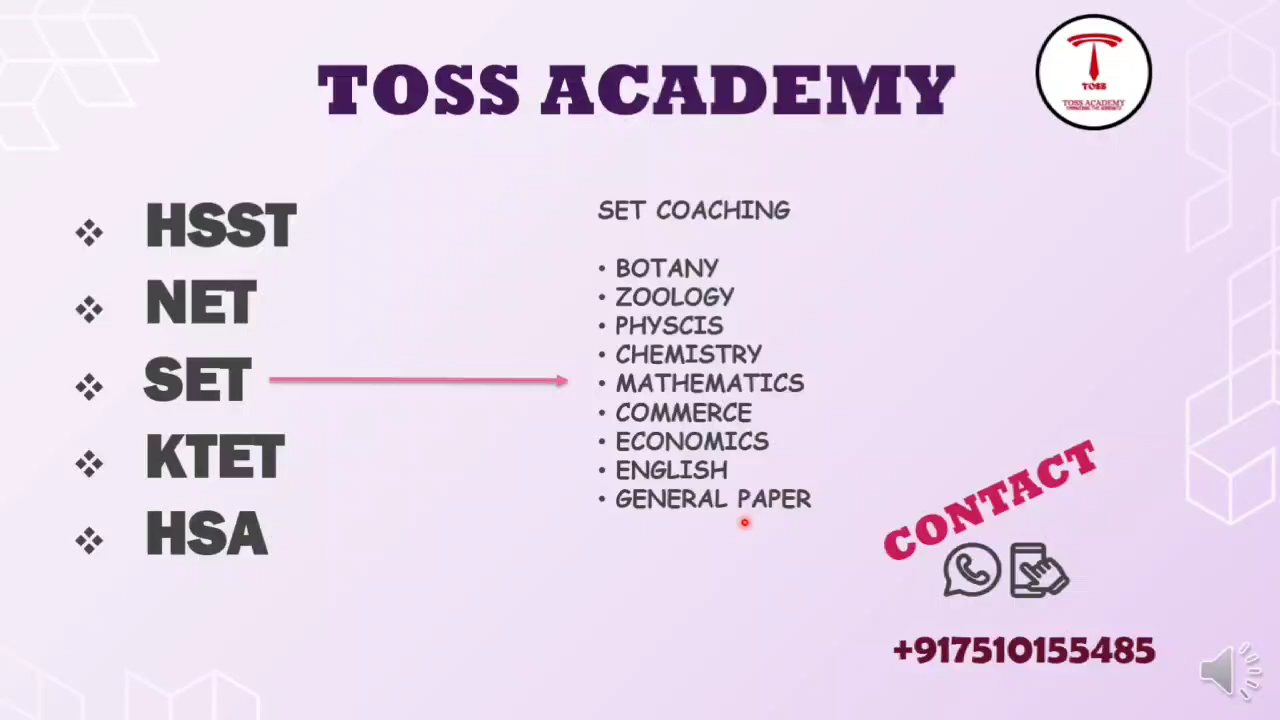 TOSS ACADEMY
TOSS
TOSS ACADEMY
❖ HSST
❖ NET
❖ SET
❖ KTET
❖ HSA
SET COACHING
• BOTANY
• ZOOLOGY
• PHYSCIS
• CHEMISTRY
• MATHEMATICS
• COMMERCE
• ECONOMICS
• ENGLISH
• GENERAL PAPER
CONTACT
+917510155485